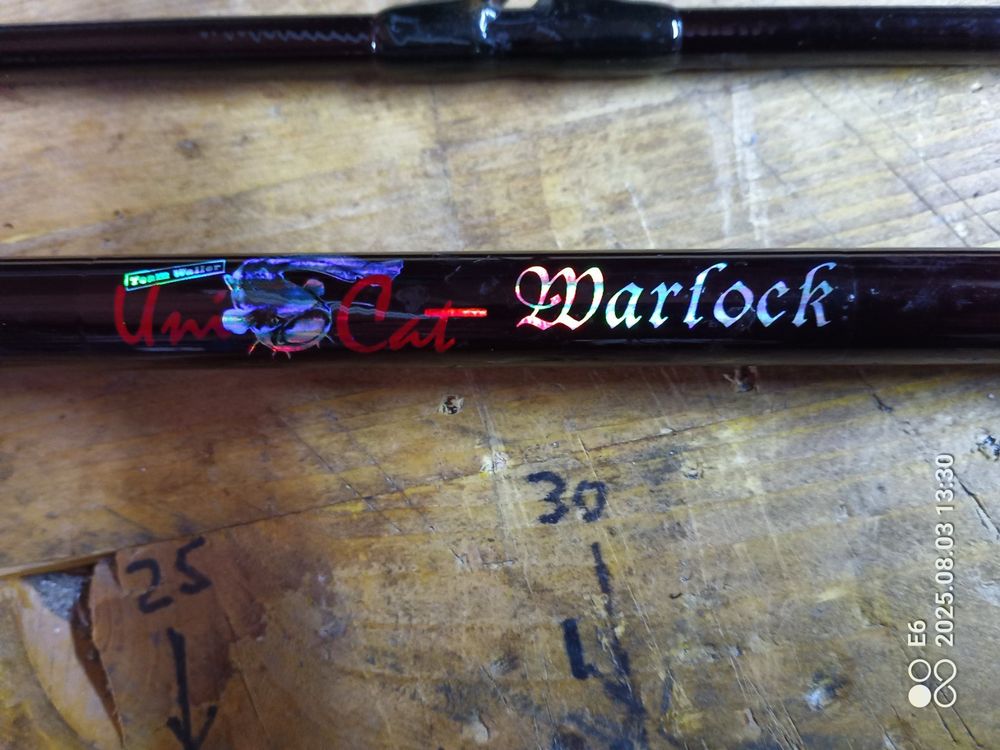 Team Waller
Uni Cat
Warlock
30
25
E6
2025.08.03 13:30